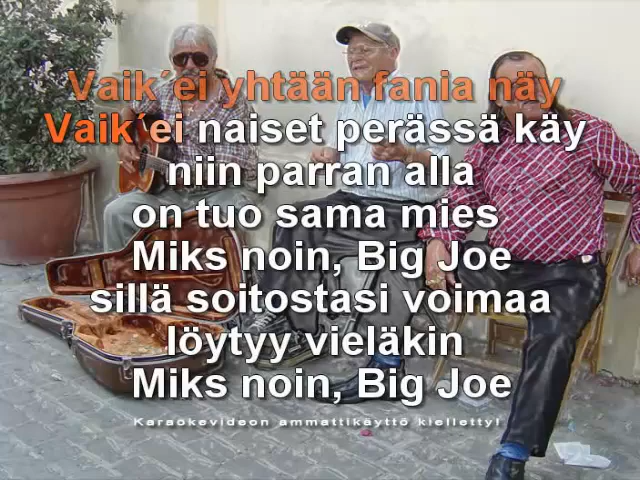 Vaik´ei yhtään fania näy
Vaik´ei naiset perässä käy
niin parran alla
on tuo sama mies
Miks noin, Big Joe
sillä soitostasi voimaa
löytyy vieläkin
Miks noin, Big Joe
Karaokevideon ammattikäyttö kielletty!